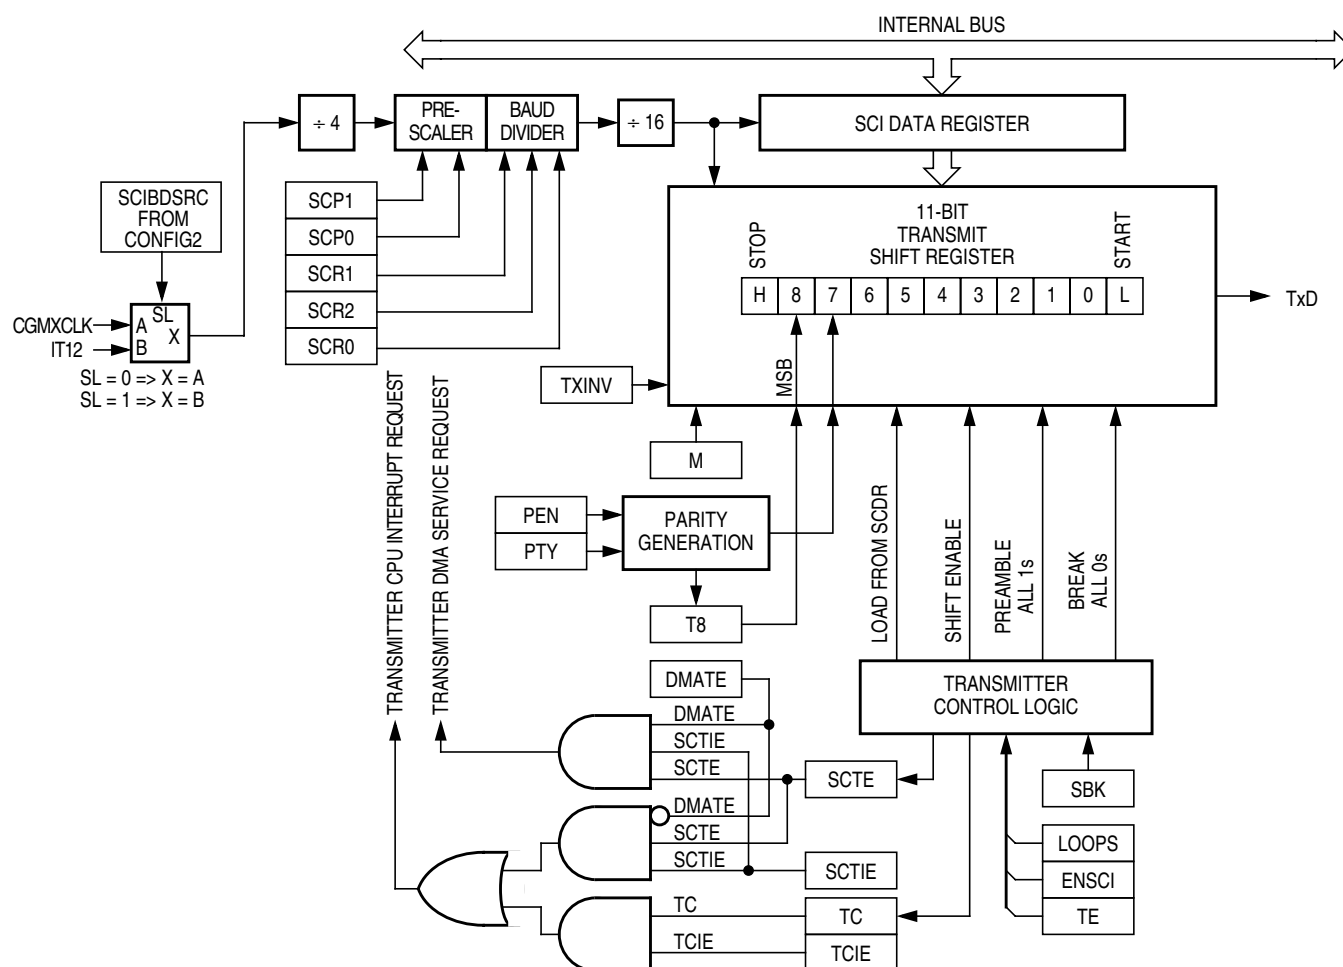 INTERNAL BUS
÷ 4
PRE-
SCALER
BAUD
DIVIDER
÷ 16
SCI DATA REGISTER
SCIBDSRC
FROM
CONFIG2
SCP1
SCP0
SCR1
SCR2
SCR0
SL
CGMXCLK
A
X
IT12
B
SL = 0 => X = A
SL = 1 => X = B
11-BIT
TRANSMIT
SHIFT REGISTER
STOP
START
H 8 7 6 5 4 3 2 1 0 L
TxD
TXINV
MSB
M
PEN
PTY
PARITY
GENERATION
T8
LOAD FROM SCDR
SHIFT ENABLE
PREAMBLE
ALL 1s
BREAK
ALL 0s
TRANSMITTER CPU INTERRUPT REQUEST
TRANSMITTER DMA SERVICE REQUEST
TRANSMITTER
CONTROL LOGIC
DMATE
DMATE
SCTIE
SCTE
SCTE
SBK
DMATE
SCTE
SCTIE
SCTIE
LOOPS
ENSCI
TE
TC
TC
TCIE
TCIE